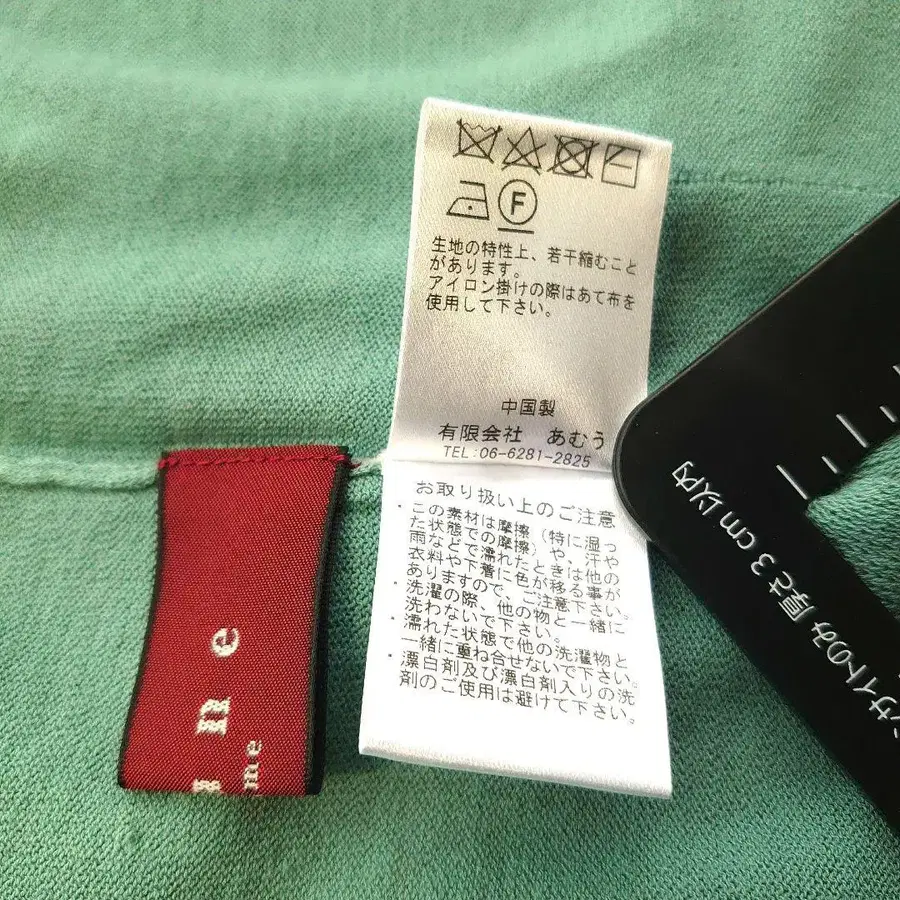 F
生地の特性上、若干縮むこと
があります。
アイロン掛けの際はあて布を
使用して下さい。
中国製
有限会社 あむう
TEL:06-6281-2825
お取り扱い上のご注意
・この素材は摩擦（特に湿っ
た状態での摩擦）や、汗や
雨などで濡れたときは他の
衣料や下着に色が移る事が
ありますので、ご注意下さい。
・洗濯の際、他の物と一緒に
洗わないで下さい。
・濡れた状態で他の洗濯物と
一緒に重ね合せないで下さい。
・漂白剤及び漂白剤入りの洗
剤のご使用は避けて下さい。
n e
me
ンサイトのみ 厚さ 3 cm 以内